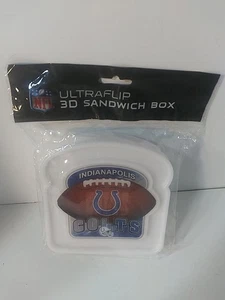 ULTRAFLIP
3D SANDWICH BOX
INDIANAPOLIS
COLTS